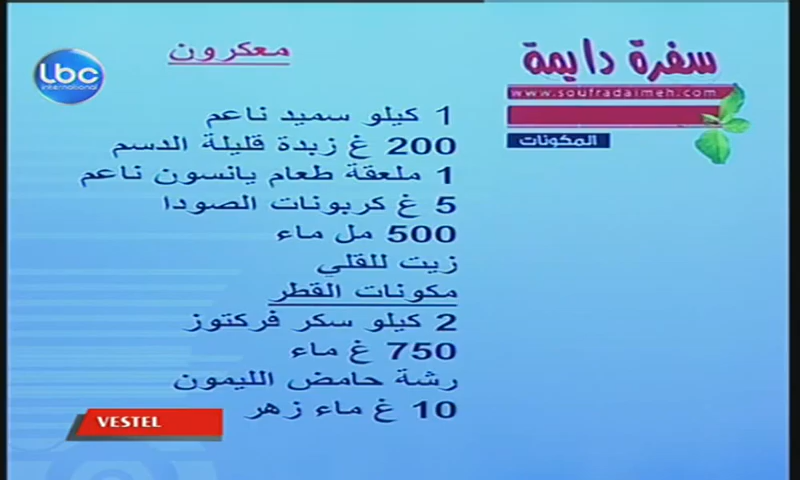 سفرة دايمة
www.soufradaimeh.com
المكونات
lbc
international
معكرون
1 كيلو سميد ناعم
200 غ زبدة قليلة الدسم
1 ملعقة طعام يانسون ناعم
5 غ كربونات الصودا
500 مل ماء
زيت للقلي
مكونات القطر
2 كيلو سكر فركتوز
750 غ ماء
رشة حامض الليمون
10 غ ماء زهر
VESTEL